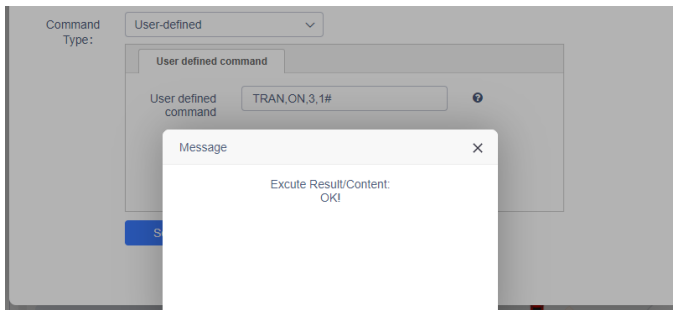 Command
Type:
User-defined
User defined command
User defined
command
TRAN,ON,3,1#
Message
Excute Result/Content:
OK!